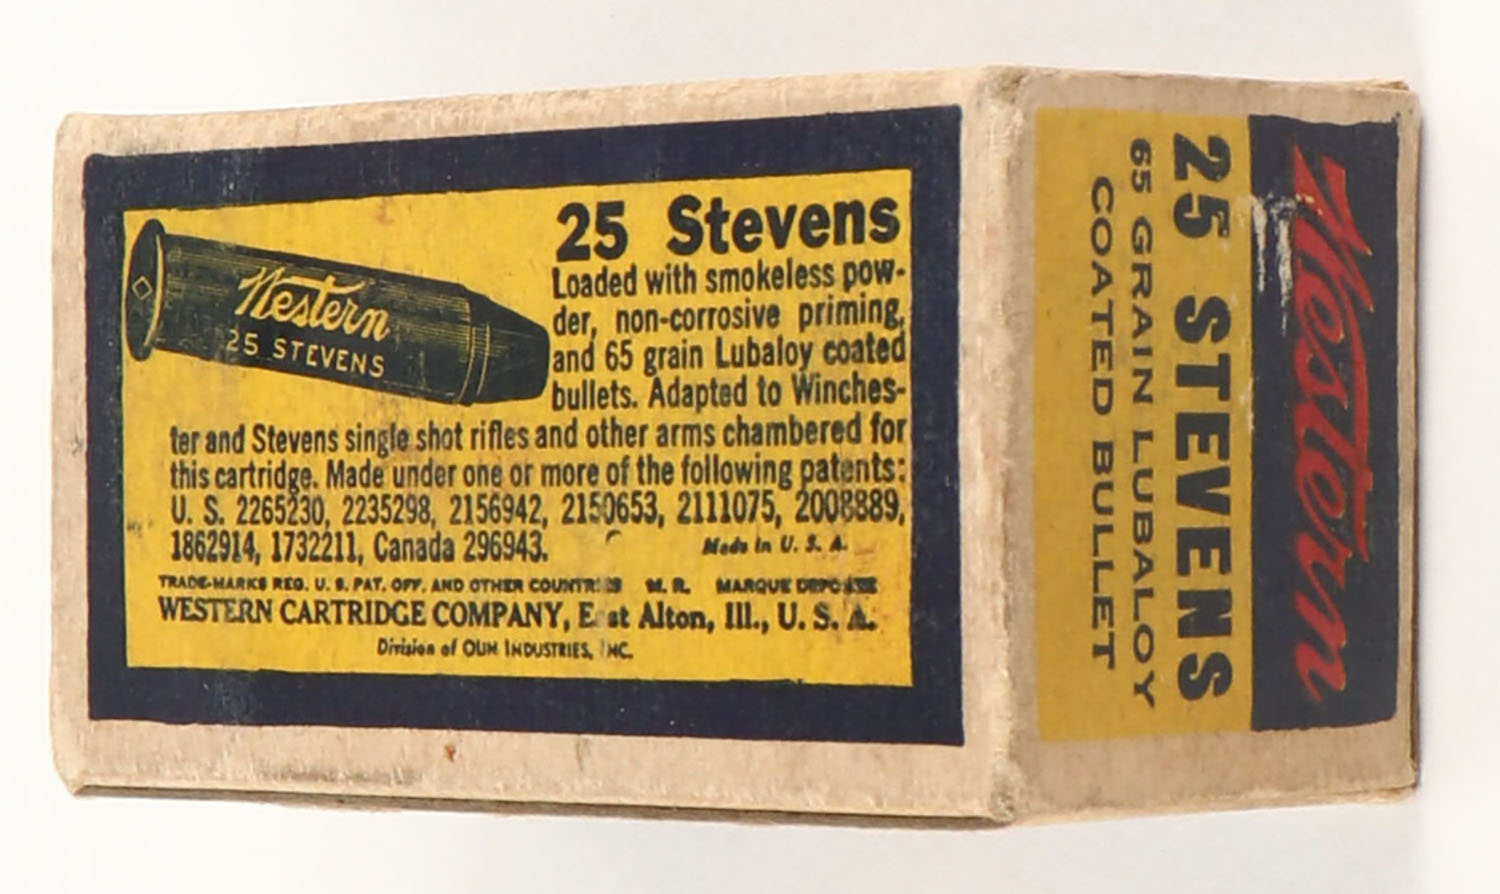 25 Stevens
Loaded with smokeless pow-
der, non-corrosive priming,
and 65 grain Lubaloy coated
bullets. Adapted to Winches-
ter and Stevens single shot rifles and other arms chambered for
this cartridge. Made under one or more of the following patents:
U. S. 2265230, 2235298, 2156942, 2150653, 2111075, 2008889,
1862914, 1732211, Canada 296943.
Made in U. S. A.
TRADE-MARKS REG. U. S. PAT. OFF. AND OTHER COUNTRIES M. R. MARQUE DEPOSEE
WESTERN CARTRIDGE COMPANY, East Alton, Ill., U. S. A.
Division of OLIN INDUSTRIES, INC.
Western
25 STEVENS
Western
25 STEVENS
65 GRAIN LUBALOY
COATED BULLET